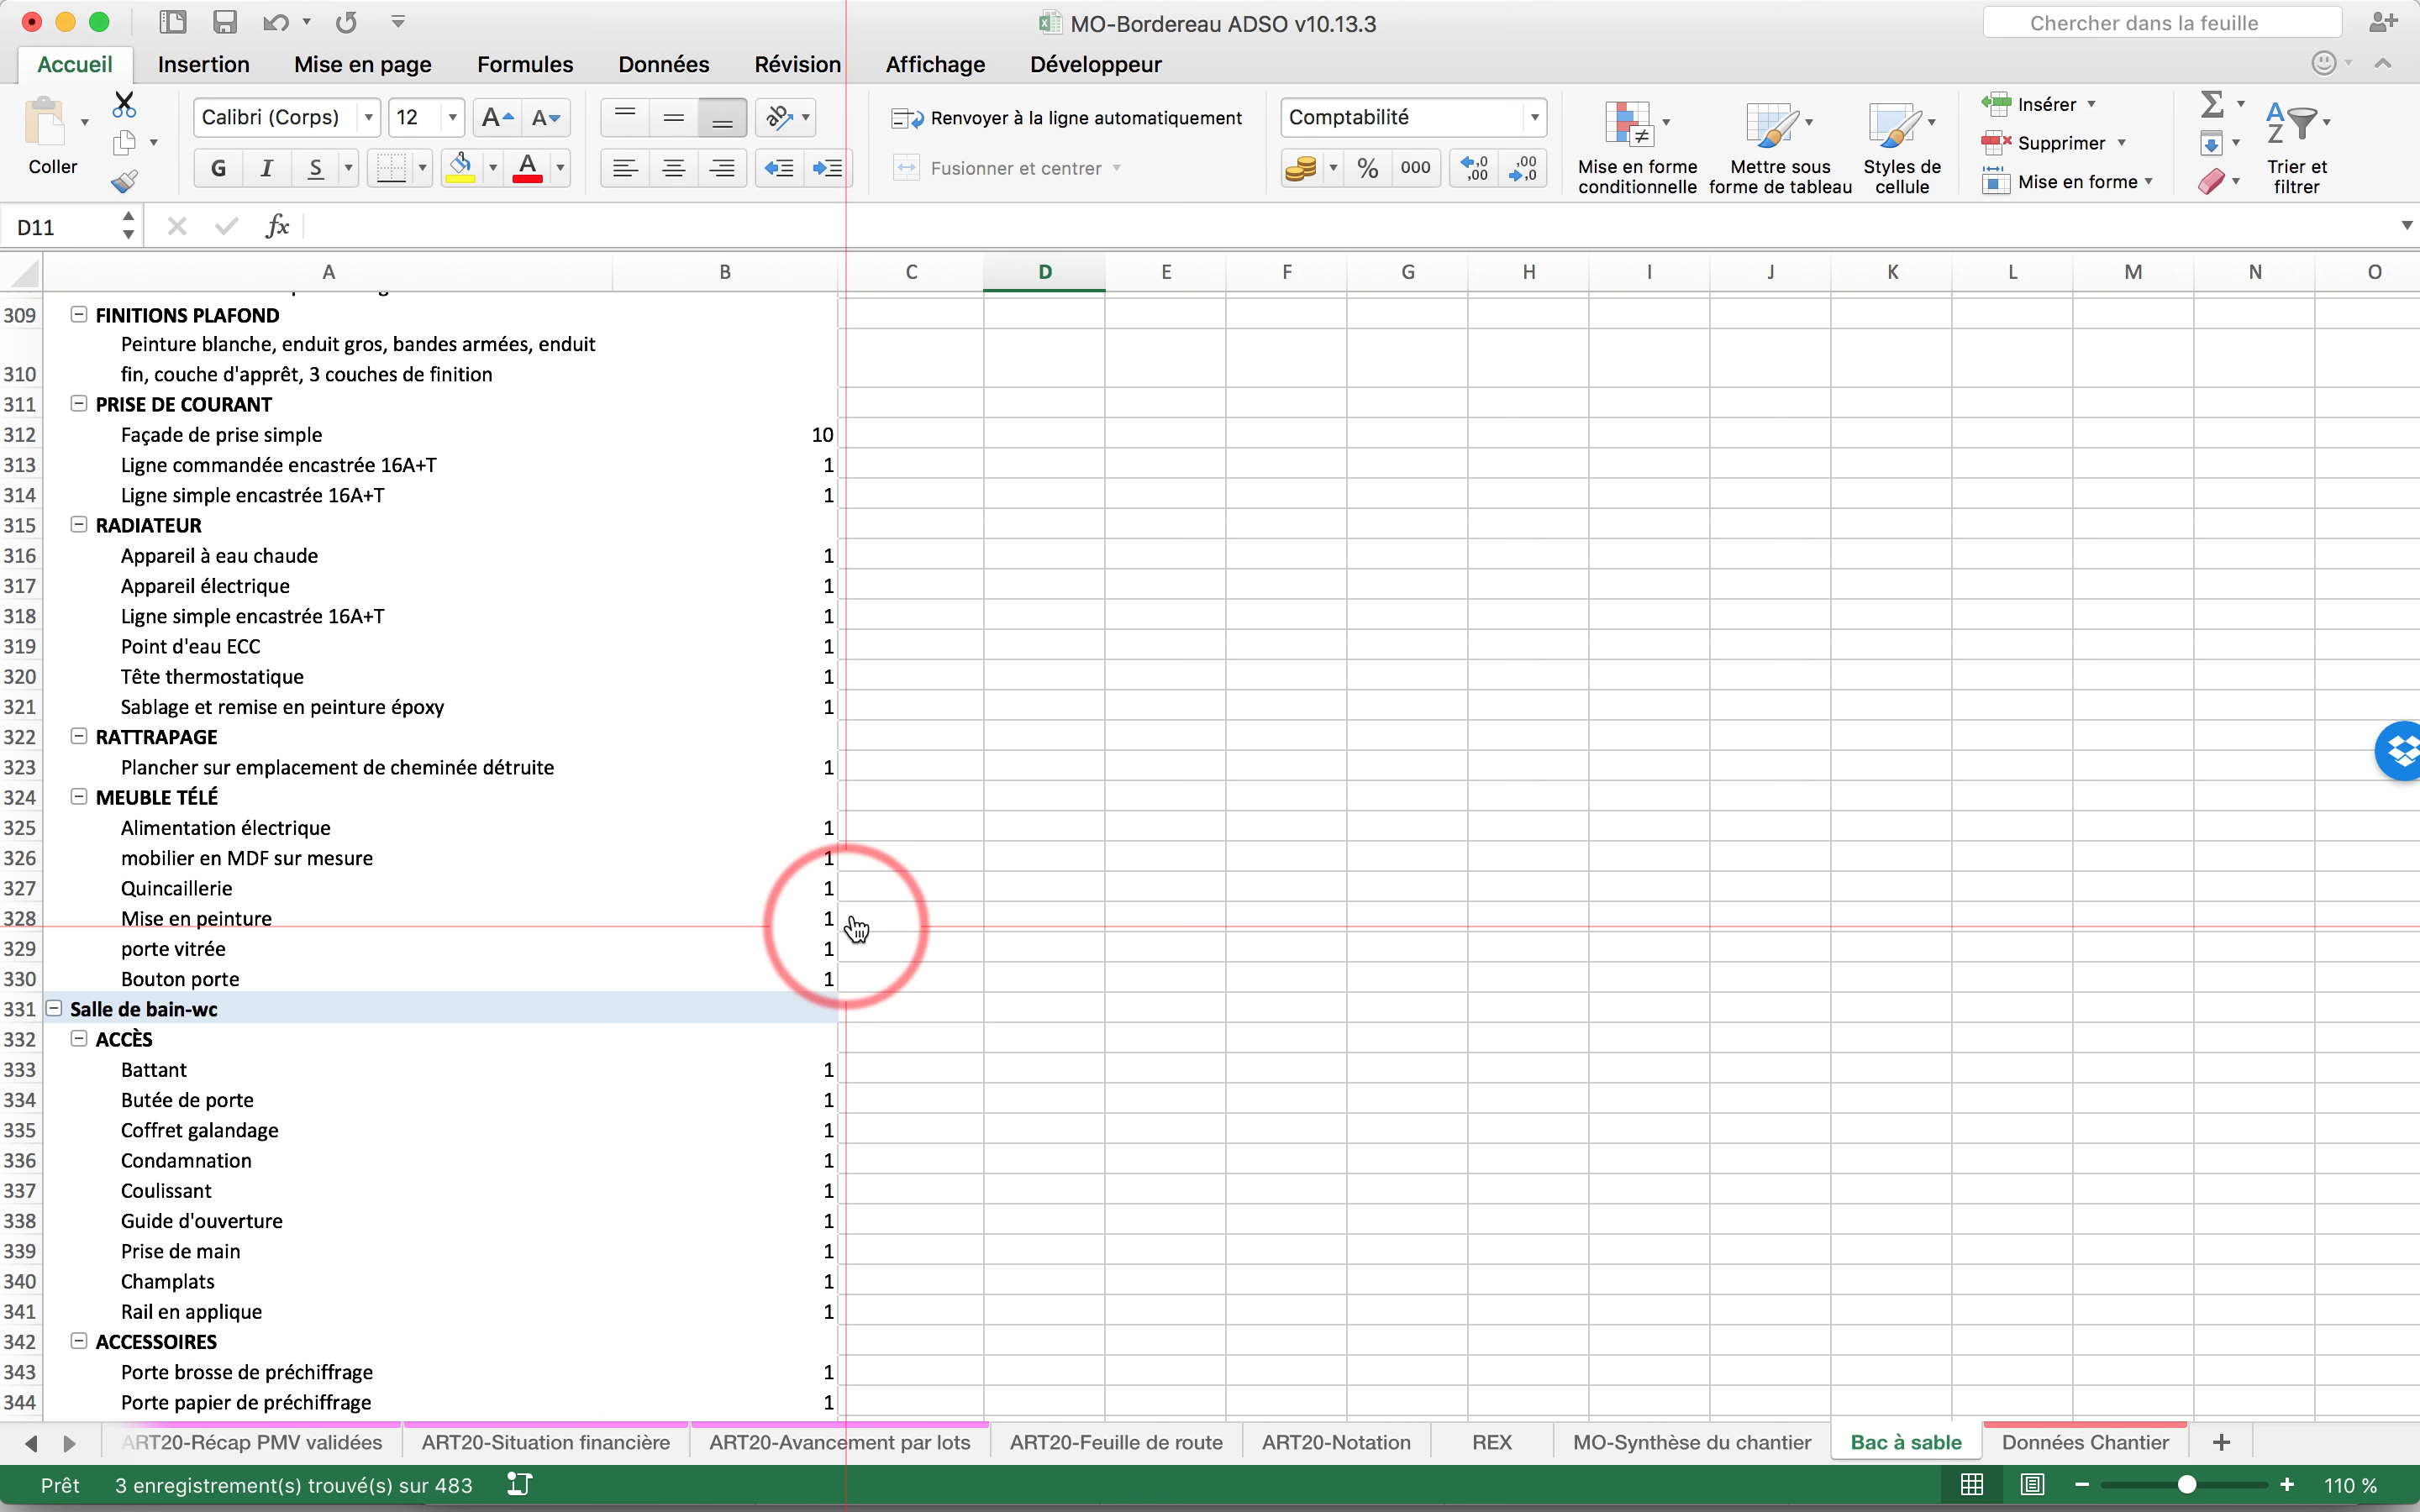 MO-Bordereau ADSO v10.13.3
Chercher dans la feuille
Accueil Insertion Mise en page Formules Données Révision Affichage Développeur
Coller
Calibri (Corps) 12 A A
G I S A
ab
Renvoyer à la ligne automatiquement
Fusionner et centrer
Comptabilité
% 000 ,0 ,00 ,00 ,0
Mise en forme
conditionnelle
Mettre sous
forme de tableau
Styles de
cellule
Insérer
Supprimer
Mise en forme
Σ
A
Z
Trier et
filtrer
D11 fx
A B C D E F G H I J K L M N O
309 FINITIONS PLAFOND
Peinture blanche, enduit gros, bandes armées, enduit
310 fin, couche d'apprêt, 3 couches de finition
311 PRISE DE COURANT
312 Façade de prise simple 10
313 Ligne commandée encastrée 16A+T 1
314 Ligne simple encastrée 16A+T 1
315 RADIATEUR
316 Appareil à eau chaude 1
317 Appareil électrique 1
318 Ligne simple encastrée 16A+T 1
319 Point d'eau ECC 1
320 Tête thermostatique 1
321 Sablage et remise en peinture époxy 1
322 RATTRAPAGE
323 Plancher sur emplacement de cheminée détruite 1
324 MEUBLE TÉLÉ
325 Alimentation électrique 1
326 mobilier en MDF sur mesure 1
327 Quincaillerie 1
328 Mise en peinture 1
329 porte vitrée 1
330 Bouton porte 1
331 Salle de bain-wc
332 ACCÈS
333 Battant 1
334 Butée de porte 1
335 Coffret galandage 1
336 Condamnation 1
337 Coulissant 1
338 Guide d'ouverture 1
339 Prise de main 1
340 Champlats 1
341 Rail en applique 1
342 ACCESSOIRES
343 Porte brosse de préchiffrage 1
344 Porte papier de préchiffrage 1
ART20-Récap PMV validées ART20-Situation financière ART20-Avancement par lots ART20-Feuille de route ART20-Notation REX MO-Synthèse du chantier Bac à sable Données Chantier +
Prêt 3 enregistrement(s) trouvé(s) sur 483 110 %